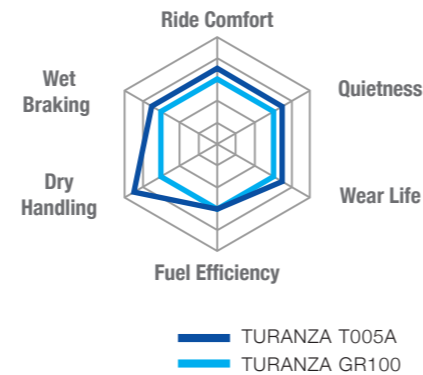 Ride Comfort
Wet
Braking
Quietness
Dry
Handling
Wear Life
Fuel Efficiency
TURANZA T005A
TURANZA GR100